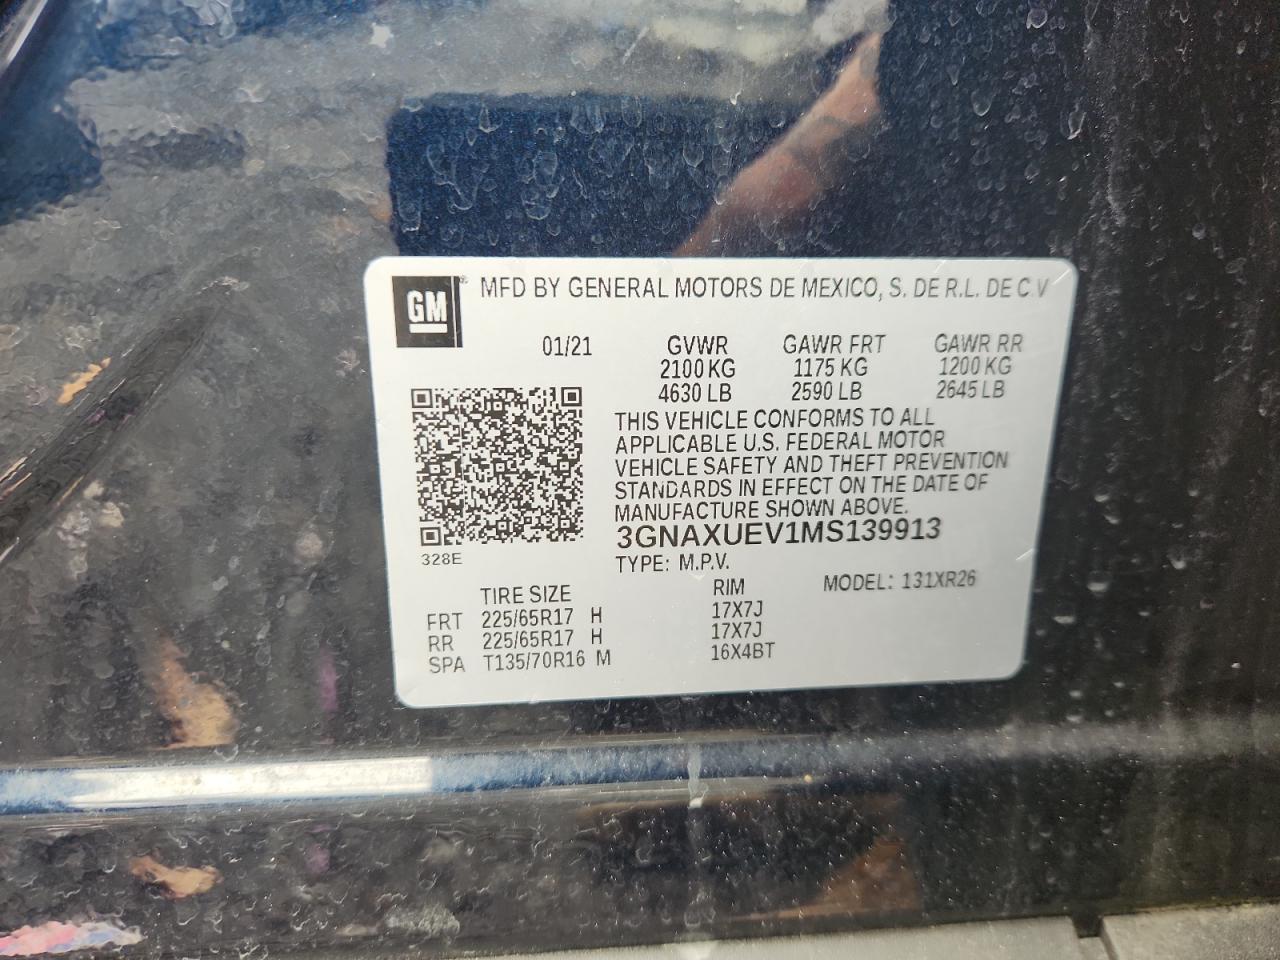 GM ® MFD BY GENERAL MOTORS DE MEXICO, S. DE R.L. DE C.V
01/21 GVWR GAWR FRT GAWR RR
2100 KG 1175 KG 1200 KG
4630 LB 2590 LB 2645 LB
THIS VEHICLE CONFORMS TO ALL
APPLICABLE U.S. FEDERAL MOTOR
VEHICLE SAFETY AND THEFT PREVENTION
STANDARDS IN EFFECT ON THE DATE OF
MANUFACTURE SHOWN ABOVE.
3GNAXUEV1MS139913
328E
TYPE: M.P.V.
MODEL: 131XR26
TIRE SIZE RIM
FRT 225/65R17 H 17X7J
RR 225/65R17 H 17X7J
SPA T135/70R16 M 16X4BT